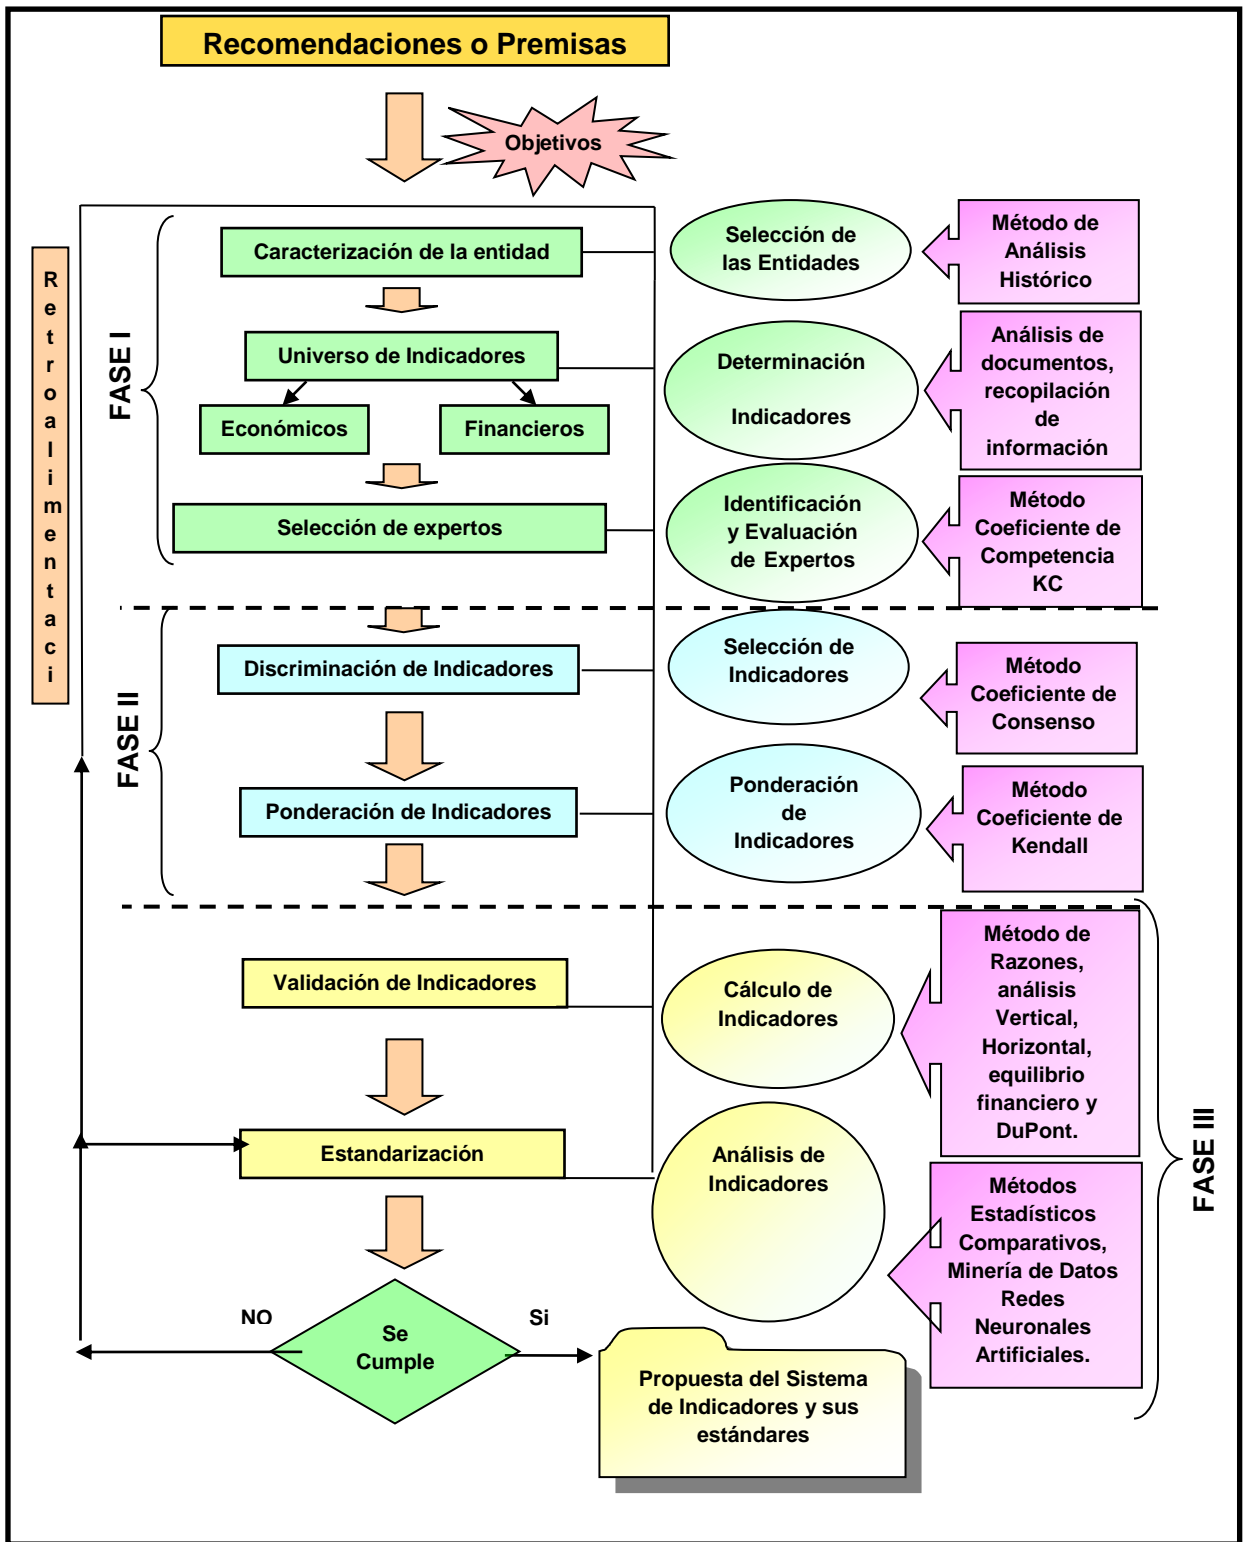 Recomendaciones o Premisas
Objetivos
Retroalimentaci
FASE I
Caracterización de la entidad
Selección de
las Entidades
Método de
Análisis
Histórico
Universo de Indicadores
Económicos
Financieros
Determinación
Indicadores
Análisis de
documentos,
recopilación
de
información
Selección de expertos
Identificación
y Evaluación
de Expertos
Método
Coeficiente de
Competencia
KC
FASE II
Discriminación de Indicadores
Selección de
Indicadores
Método
Coeficiente de
Consenso
Ponderación de Indicadores
Ponderación
de
Indicadores
Método
Coeficiente de
Kendall
FASE III
Validación de Indicadores
Cálculo de
Indicadores
Método de
Razones,
análisis
Vertical,
Horizontal,
equilibrio
financiero y
DuPont.
Estandarización
Análisis de
Indicadores
Métodos
Estadísticos
Comparativos,
Minería de Datos
Redes
Neuronales
Artificiales.
NO
Se
Cumple
Si
Propuesta del Sistema
de Indicadores y sus
estándares